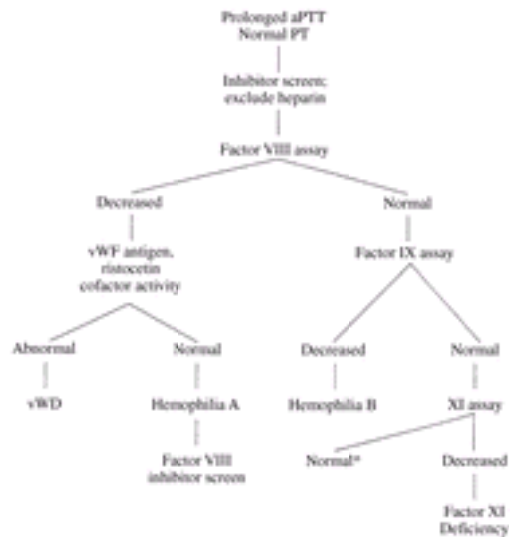 Prolonged aPTT
Normal PT
Inhibitor screen;
exclude heparin
Factor VIII assay
Decreased
Normal
vWF antigen,
ristocetin
cofactor activity
Factor IX assay
Abnormal
Normal
Decreased
Normal
vWD
Hemophilia A
Hemophilia B
XI assay
Factor VIII
inhibitor screen
Normal*
Decreased
Factor XI
Deficiency